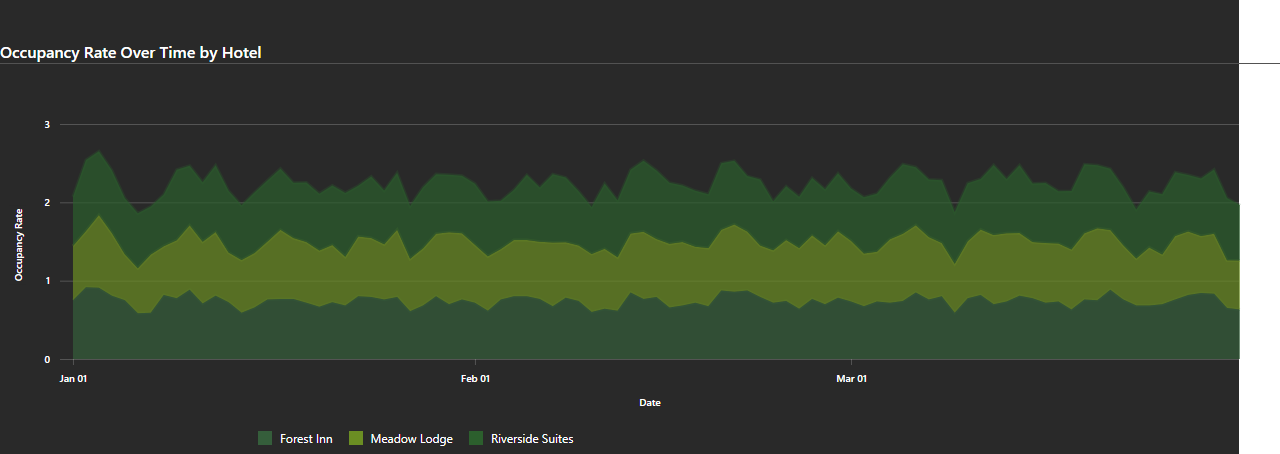 Occupancy Rate Over Time by Hotel
3
2
1
0
Occupancy Rate
Jan 01 Feb 01 Mar 01
Date
Forest Inn Meadow Lodge Riverside Suites